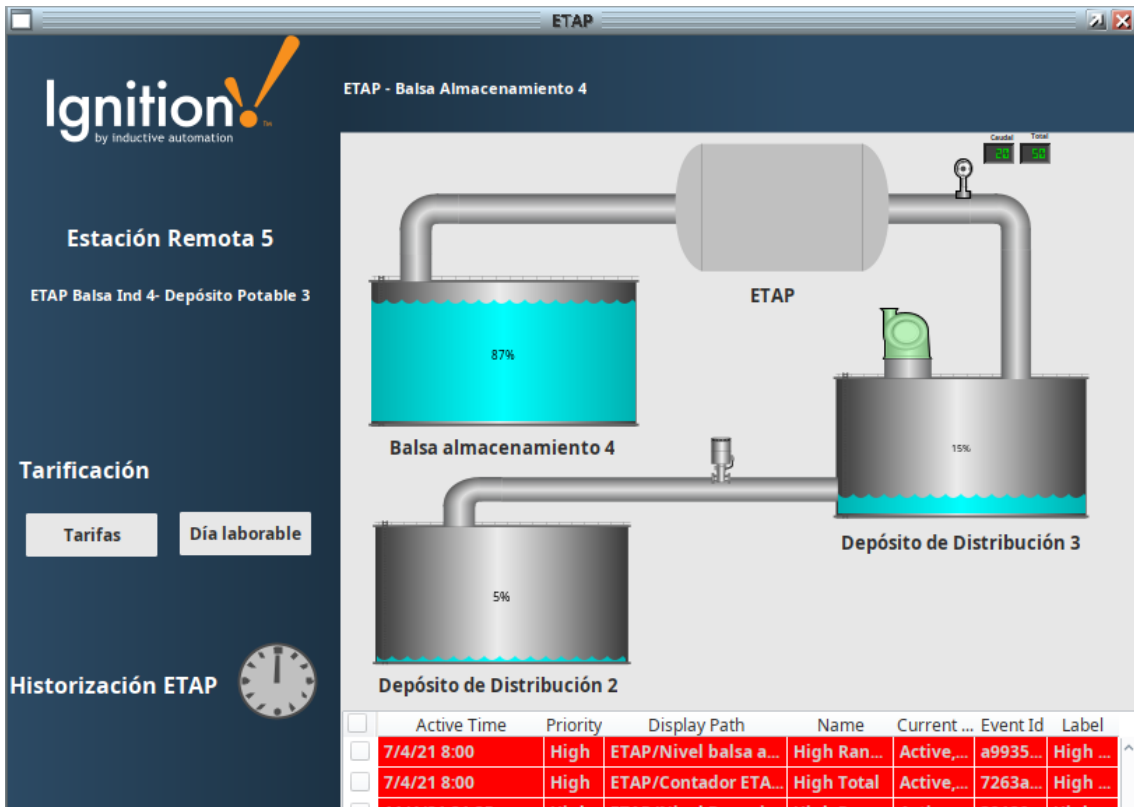 ETAP
Ignition!
by inductive automation
ETAP - Balsa Almacenamiento 4
Caudal Total
20 50
Estación Remota 5
ETAP Balsa Ind 4- Depósito Potable 3
ETAP
87%
Balsa almacenamiento 4
15%
Tarificación
Tarifas Día laborable
Depósito de Distribución 3
5%
Historización ETAP
Depósito de Distribución 2
Active Time Priority Display Path Name Current ... Event Id Label
7/4/21 8:00 High ETAP/Nivel balsa a... High Ran... Active,... a9935... High ...
7/4/21 8:00 High ETAP/Contador ETA... High Total Active,... 7263a... High ...